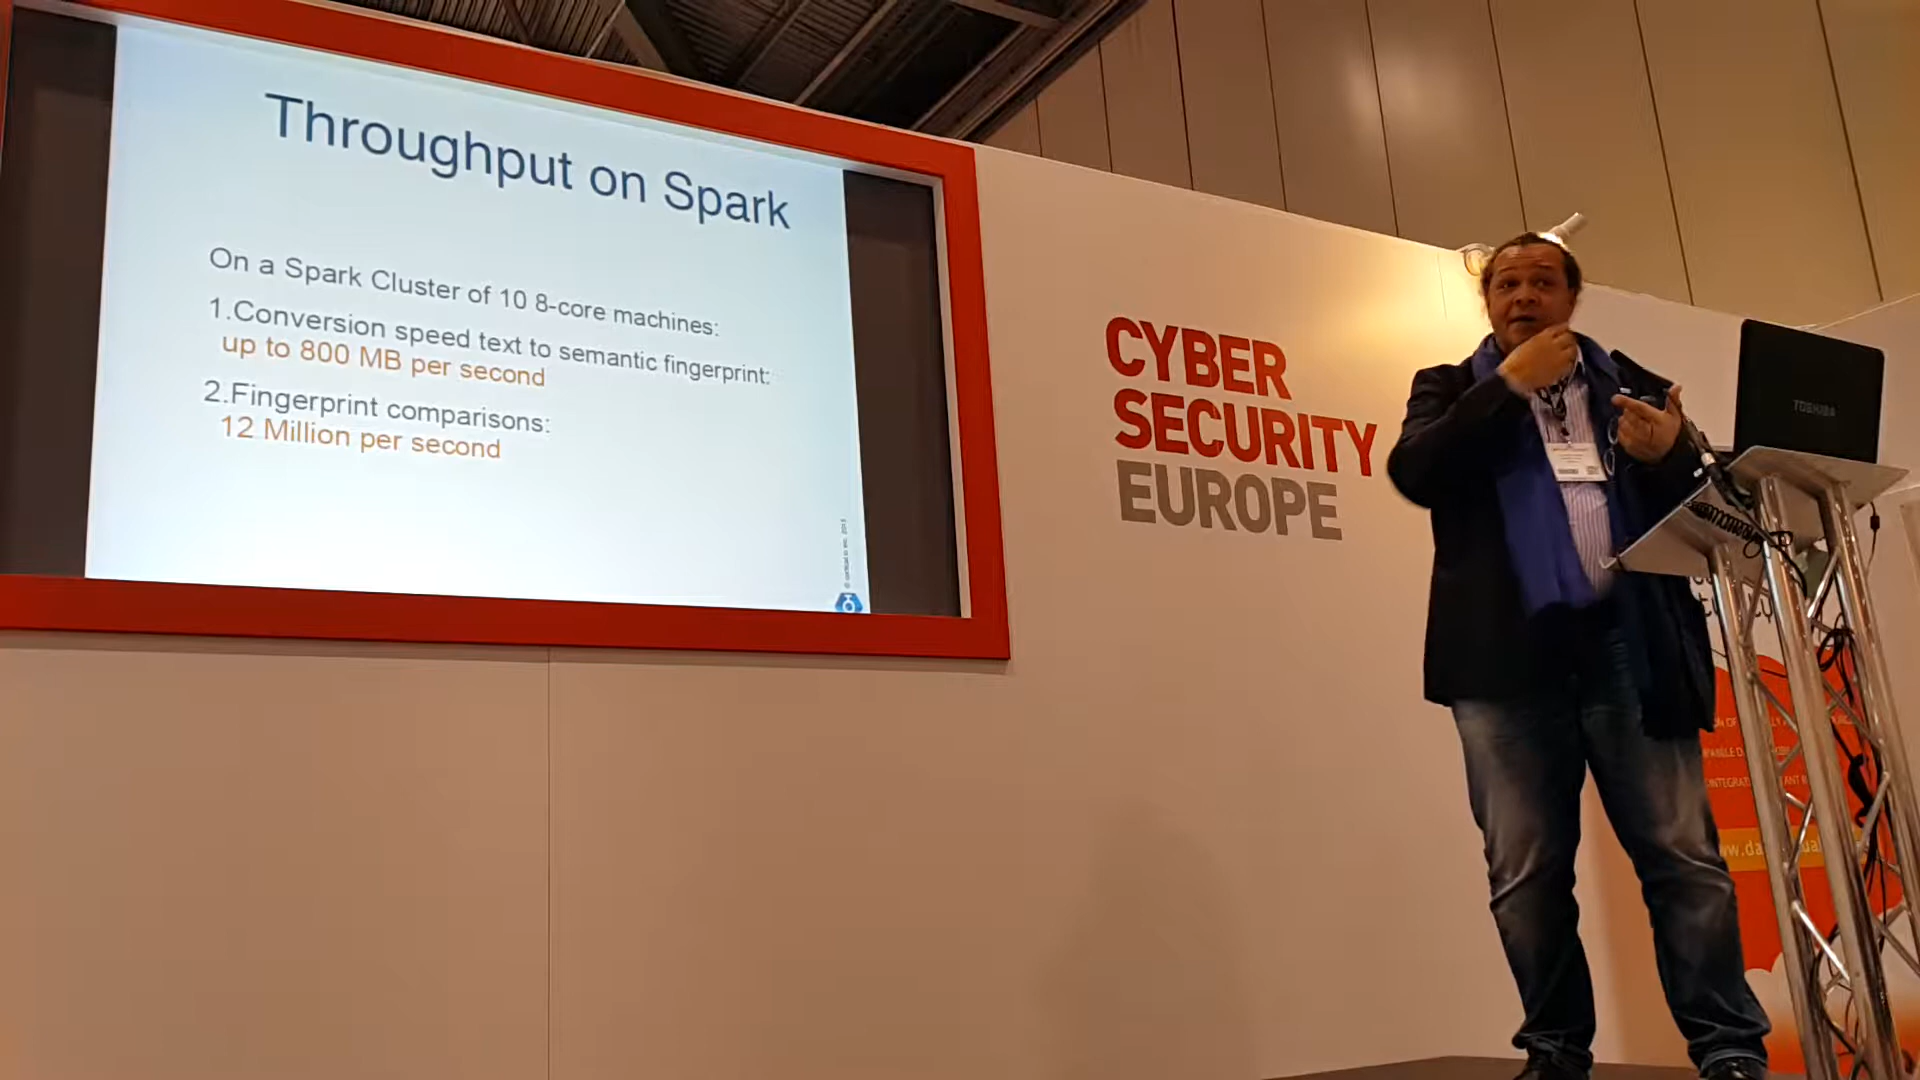 Throughput on Spark
On a Spark Cluster of 10 8-core machines:
1.Conversion speed text to semantic fingerprint:
up to 800 MB per second
2.Fingerprint comparisons:
12 Million per second
CYBER
SECURITY
EUROPE
TOSHIBA